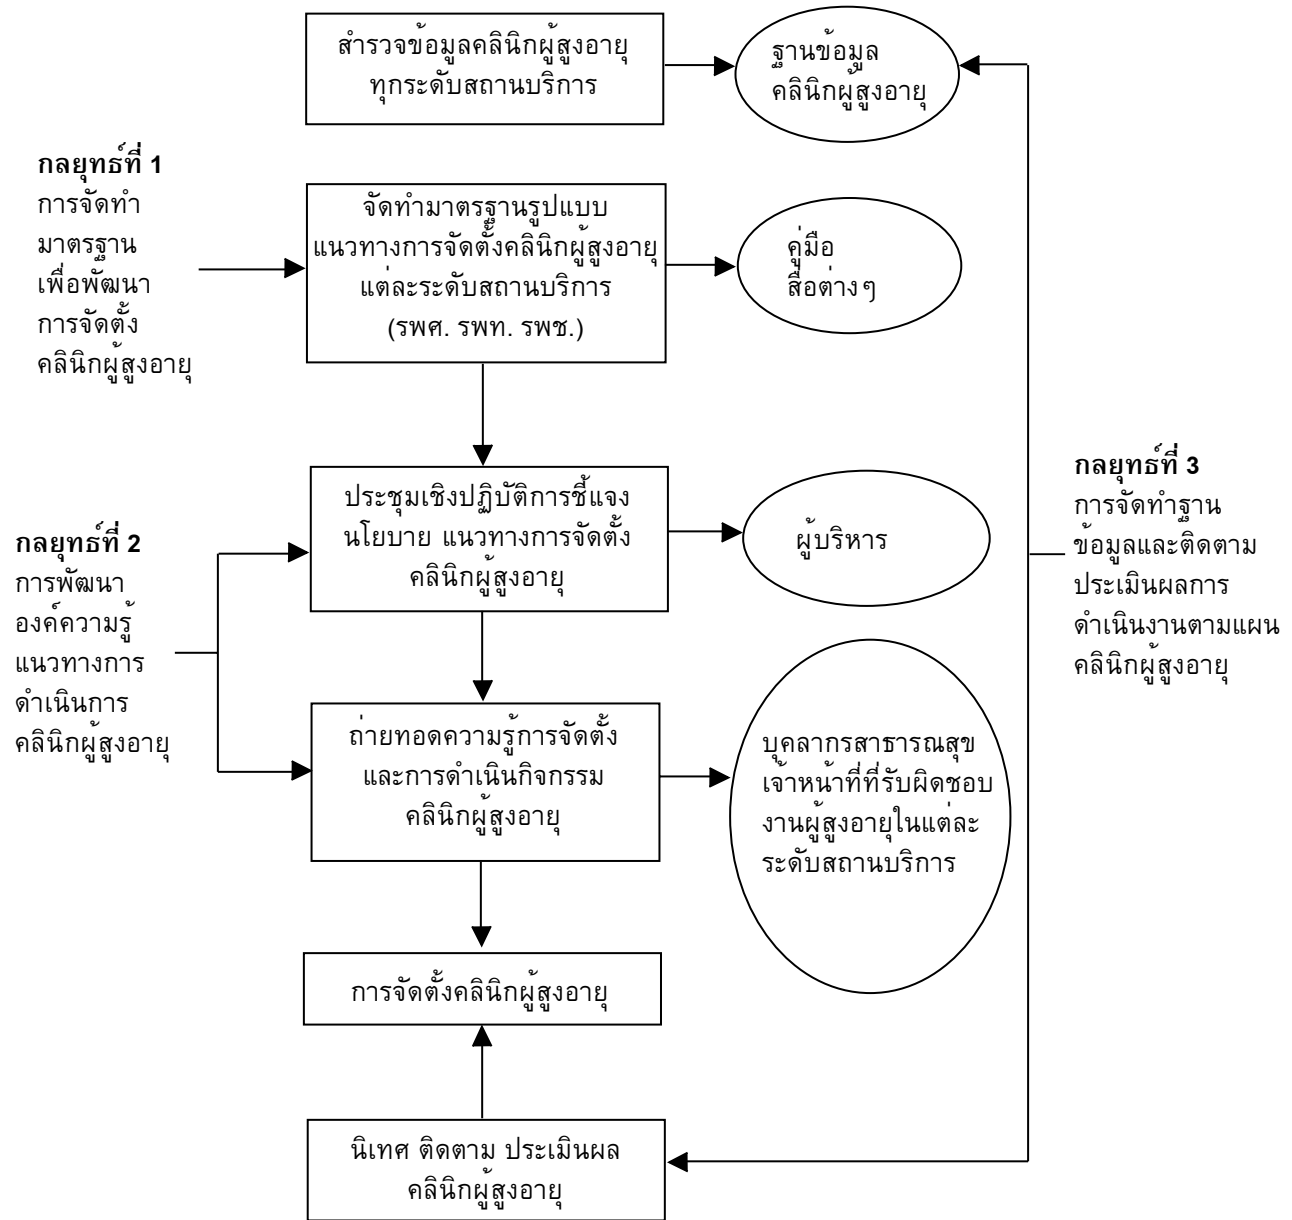 สำรวจข้อมูลคลินิกผู้สูงอายุ
ทุกระดับสถานบริการ
ฐานข้อมูล
คลินิกผู้สูงอายุ
กลยุทธ์ที่ 1
การจัดทำ
มาตรฐาน
เพื่อพัฒนา
การจัดตั้ง
คลินิกผู้สูงอายุ
จัดทำมาตรฐานรูปแบบ
แนวทางการจัดตั้งคลินิกผู้สูงอายุ
แต่ละระดับสถานบริการ
(รพศ. รพท. รพช.)
คู่มือ
สื่อต่างๆ
กลยุทธ์ที่ 2
การพัฒนา
องค์ความรู้
แนวทางการ
ดำเนินการ
คลินิกผู้สูงอายุ
ประชุมเชิงปฏิบัติการชี้แจง
นโยบาย แนวทางการจัดตั้ง
คลินิกผู้สูงอายุ
ผู้บริหาร
กลยุทธ์ที่ 3
การจัดทำฐาน
ข้อมูลและติดตาม
ประเมินผลการ
ดำเนินงานตามแผน
คลินิกผู้สูงอายุ
ถ่ายทอดความรู้การจัดตั้ง
และการดำเนินกิจกรรม
คลินิกผู้สูงอายุ
บุคลากรสาธารณสุข
เจ้าหน้าที่ที่รับผิดชอบ
งานผู้สูงอายุในแต่ละ
ระดับสถานบริการ
การจัดตั้งคลินิกผู้สูงอายุ
นิเทศ ติดตาม ประเมินผล
คลินิกผู้สูงอายุ